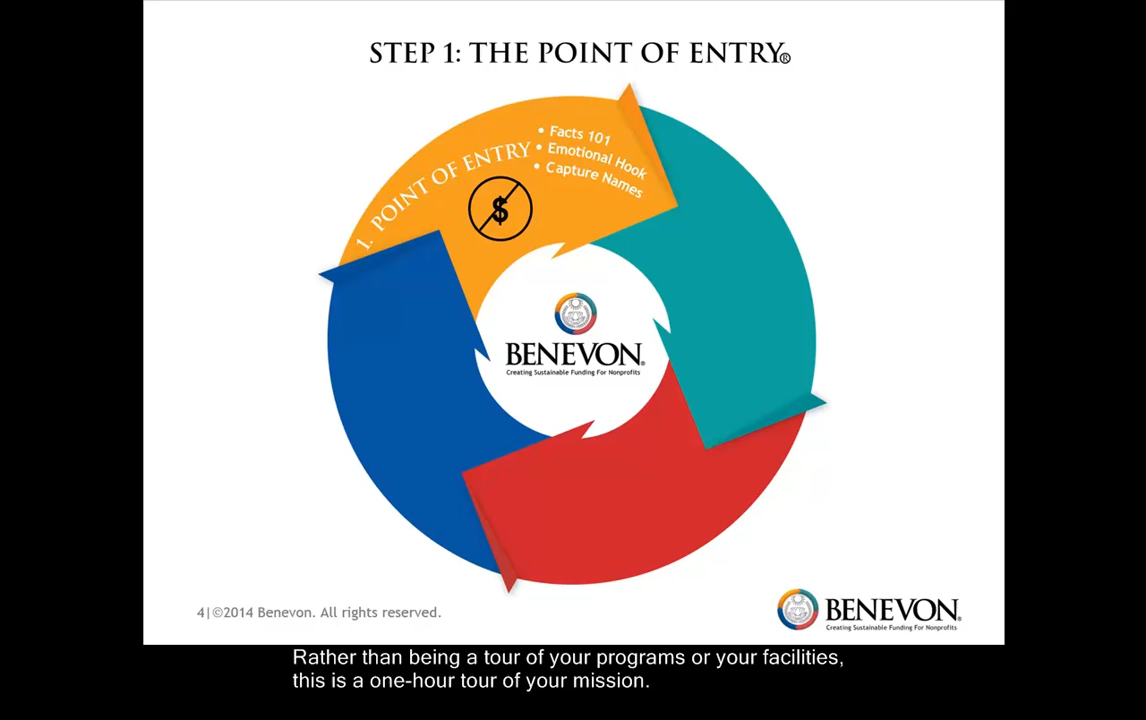 STEP 1: THE POINT OF ENTRY®
1. POINT OF ENTRY
• Facts 101
• Emotional Hook
• Capture Names
$
BENEVON®
Creating Sustainable Funding For Nonprofits
4|©2014 Benevon. All rights reserved.
BENEVON®
Creating Sustainable Funding For Nonprofits
Rather than being a tour of your programs or your facilities,
this is a one-hour tour of your mission.